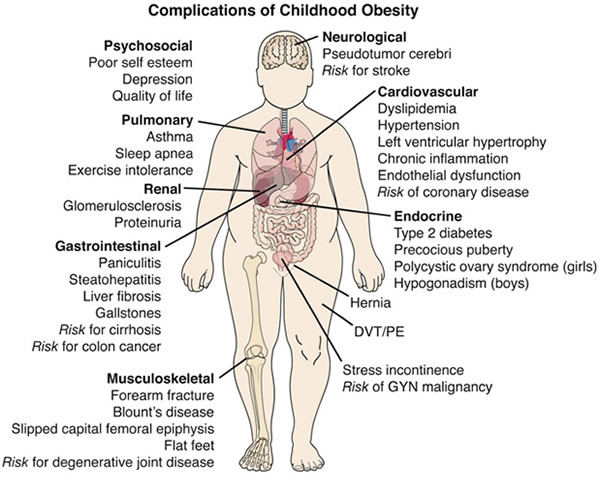 Complications of Childhood Obesity
Psychosocial
Poor self esteem
Depression
Quality of life
Pulmonary
Asthma
Sleep apnea
Exercise intolerance
Renal
Glomerulosclerosis
Proteinuria
Gastrointestinal
Paniculitis
Steatohepatitis
Liver fibrosis
Gallstones
Risk for cirrhosis
Risk for colon cancer
Musculoskeletal
Forearm fracture
Blount's disease
Slipped capital femoral epiphysis
Flat feet
Risk for degenerative joint disease
Neurological
Pseudotumor cerebri
Risk for stroke
Cardiovascular
Dyslipidemia
Hypertension
Left ventricular hypertrophy
Chronic inflammation
Endothelial dysfunction
Risk of coronary disease
Endocrine
Type 2 diabetes
Precocious puberty
Polycystic ovary syndrome (girls)
Hypogonadism (boys)
Hernia
DVT/PE
Stress incontinence
Risk of GYN malignancy